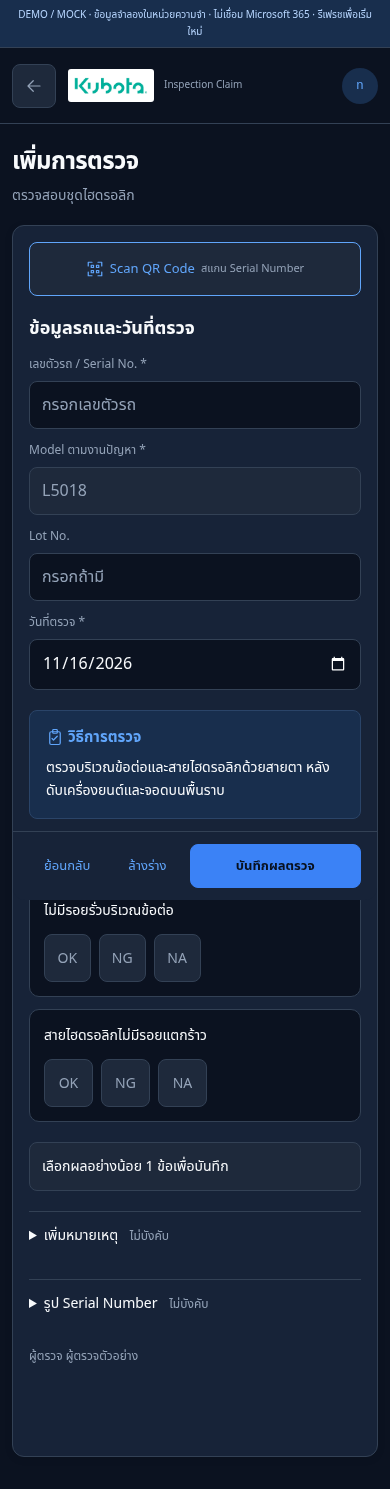 DEMO / MOCK · ข้อมูลจำลองในหน่วยความจำ · ไม่เชื่อม Microsoft 365 · รีเฟรชเพื่อเริ่ม
ใหม่
Kubota
Inspection Claim
ก
เพิ่มการตรวจ
ตรวจสอบชุดไฮดรอลิก
Scan QR Code สแกน Serial Number
ข้อมูลรถและวันที่ตรวจ
เลขตัวรถ / Serial No. *
กรอกเลขตัวรถ
Model ตามงานปัญหา *
L5018
Lot No.
กรอกถ้ามี
วันที่ตรวจ *
11/16/2026
วิธีการตรวจ
ตรวจบริเวณข้อต่อและสายไฮดรอลิกด้วยสายตา หลัง
ดับเครื่องยนต์และจอดบนพื้นราบ
ย้อนกลับ ล้างร่าง บันทึกผลตรวจ
ไม่มีรอยรั่วบริเวณข้อต่อ
OK NG NA
สายไฮดรอลิกไม่มีรอยแตกร้าว
OK NG NA
เลือกผลอย่างน้อย 1 ข้อเพื่อบันทึก
เพิ่มหมายเหตุ ไม่บังคับ
รูป Serial Number ไม่บังคับ
ผู้ตรวจ ผู้ตรวจตัวอย่าง